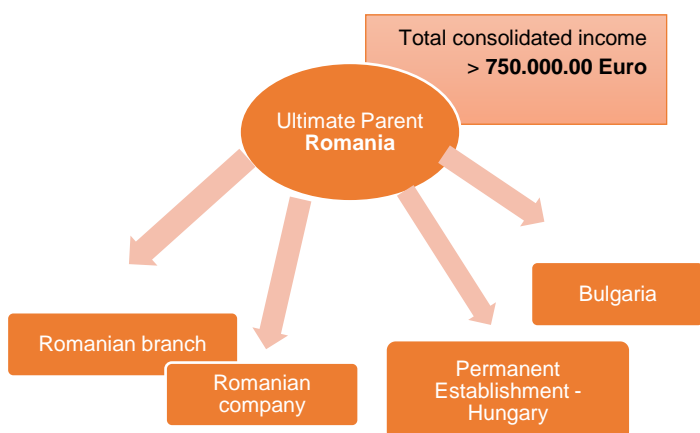 Total consolidated income
> 750.000.00 Euro
Ultimate Parent
Romania
Bulgaria
Romanian branch
Romanian
company
Permanent
Establishment -
Hungary